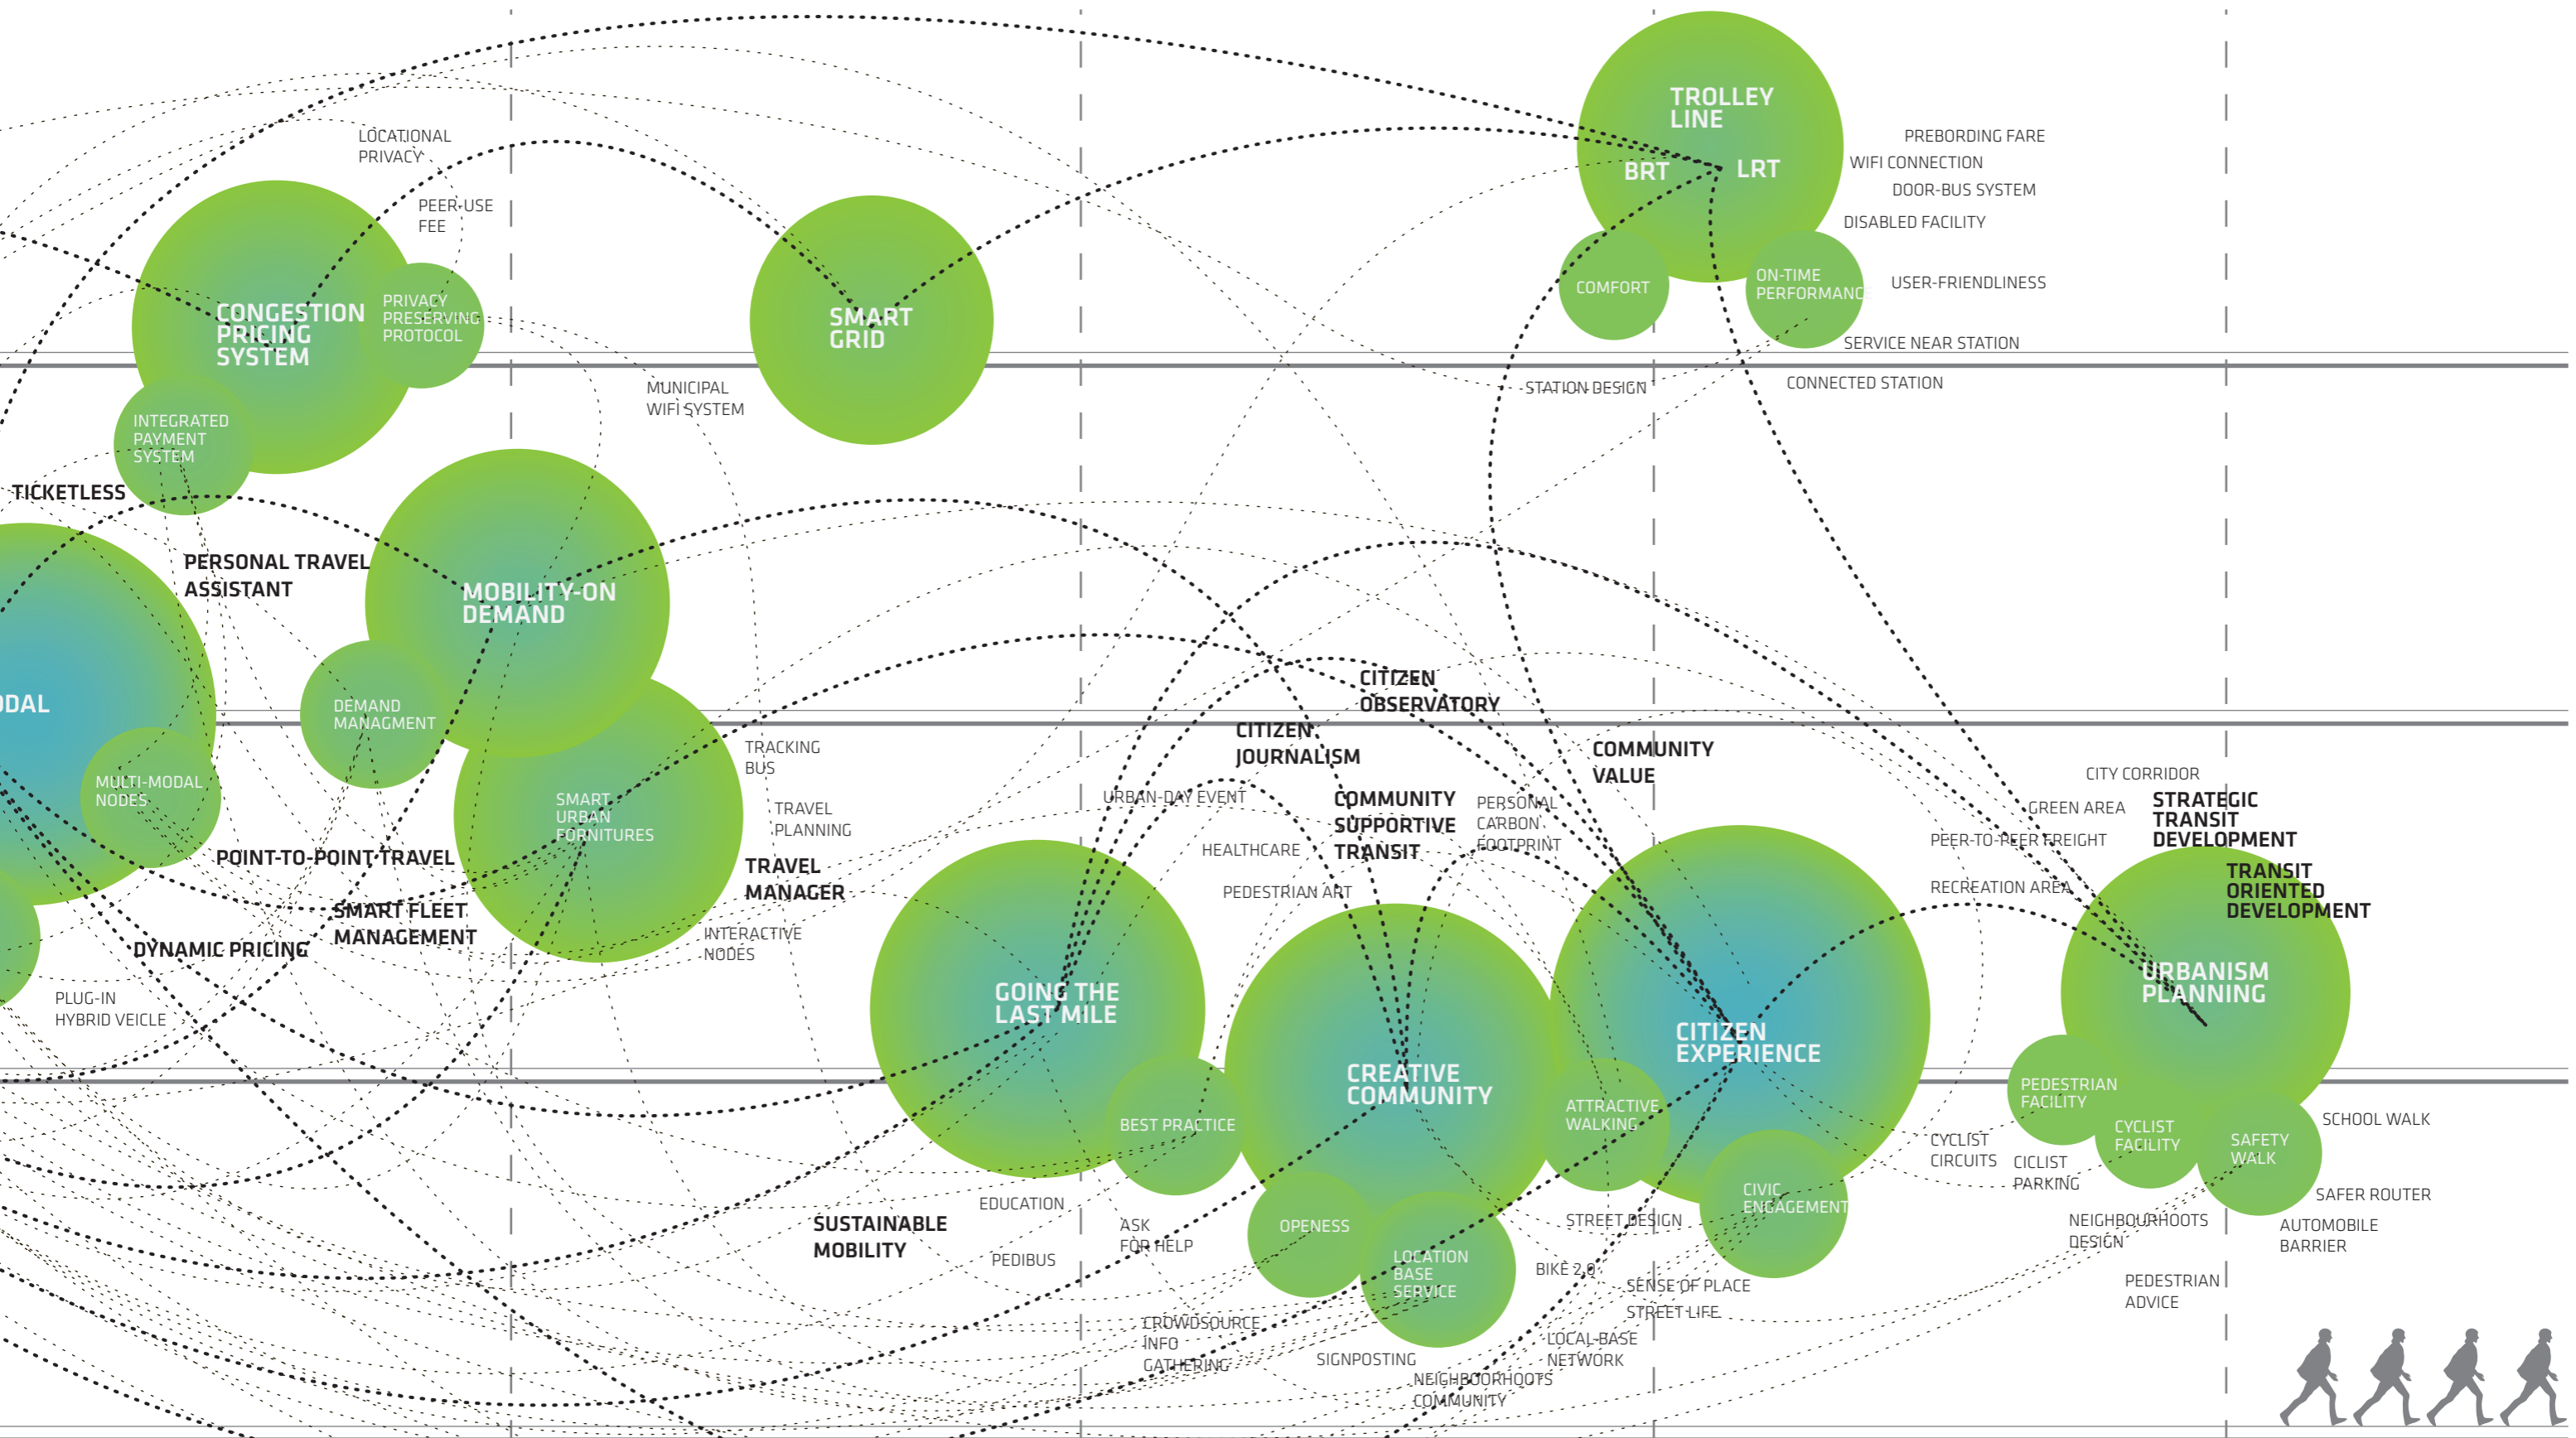 TROLLEY
LINE
BRT
LRT
PREBORDING FARE
WIFI CONNECTION
DOOR-BUS SYSTEM
DISABLED FACILITY
COMFORT
ON-TIME
PERFORMANCE
USER-FRIENDLINESS
SERVICE NEAR STATION
STATION DESIGN
CONNECTED STATION
LOCATIONAL
PRIVACY
PEER-USE
FEE
CONGESTION
PRICING
SYSTEM
PRIVACY
PRESERVING
PROTOCOL
SMART
GRID
MUNICIPAL
WIFI SYSTEM
INTEGRATED
PAYMENT
SYSTEM
TICKETLESS
PERSONAL TRAVEL
ASSISTANT
MOBILITY-ON
DEMAND
ODAL
DEMAND
MANAGMENT
MULTI-MODAL
NODES
SMART
URBAN
FORNITURES
TRACKING
BUS
TRAVEL
PLANNING
TRAVEL
MANAGER
INTERACTIVE
NODES
POINT-TO-POINT TRAVEL
SMART FLEET
MANAGEMENT
DYNAMIC PRICING
PLUG-IN
HYBRID VEICLE
CITIZEN
OBSERVATORY
CITIZEN
JOURNALISM
COMMUNITY
VALUE
URBAN-DAY EVENT
COMMUNITY
SUPPORTIVE
TRANSIT
PERSONAL
CARBON
FOOTPRINT
HEALTHCARE
PEDESTRIAN ART
CITY CORRIDOR
GREEN AREA
STRATEGIC
TRANSIT
DEVELOPMENT
PEER-TO-PEER FREIGHT
TRANSIT
ORIENTED
DEVELOPMENT
RECREATION AREA
GOING THE
LAST MILE
CREATIVE
COMMUNITY
CITIZEN
EXPERIENCE
URBANISM
PLANNING
BEST PRACTICE
ATTRACTIVE
WALKING
PEDESTRIAN
FACILITY
CYCLIST
FACILITY
SAFETY
WALK
SCHOOL WALK
CYCLIST
CIRCUITS
CICLIST
PARKING
SAFER ROUTER
CIVIC
ENGAGEMENT
EDUCATION
SUSTAINABLE
MOBILITY
ASK
FOR HELP
PEDIBUS
OPENESS
LOCATION
BASE
SERVICE
STREET DESIGN
BIKE 2.0
SENSE OF PLACE
STREET LIFE
NEIGHBOURHOOTS
DESIGN
AUTOMOBILE
BARRIER
PEDESTRIAN
ADVICE
CROWDSOURCE
INFO
GATHERING
SIGNPOSTING
LOCAL-BASE
NETWORK
NEIGHBOORHOOTS
COMMUNITY